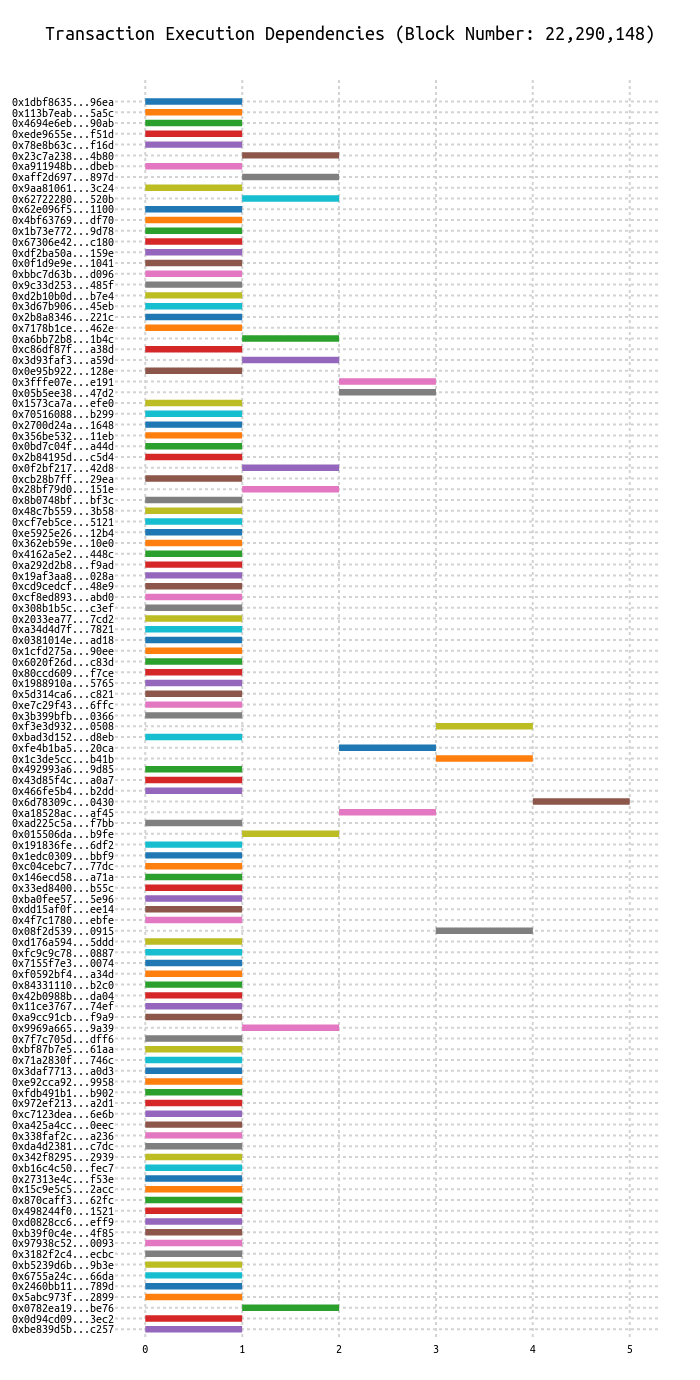 Transaction Execution Dependencies (Block Number: 22,290,148)
0x1dbf8635...96ea
0x113b7eab...5a5c
0x4694e6eb...90ab
0xede9655e...f51d
0x78e8b63c...f16d
0x23c7a238...4b80
0xa911948b...dbeb
0xaff2d697...897d
0x9aa81061...3c24
0x62722280...520b
0x62e096f5...1100
0x4bf63769...df70
0x1b73e772...9d78
0x67306e42...c180
0xdf2ba50a...159e
0x0f1d9e9e...1041
0xbbc7d63b...d096
0x9c33d253...485f
0xd2b10b0d...b7e4
0x3d67b906...45eb
0x2b8a8346...221c
0x7178b1ce...462e
0xa6bb72b8...1b4c
0xc86df87f...a38d
0x3d93faf3...a59d
0x0e95b922...128e
0x3fffe07e...e191
0x05b5ee38...47d2
0x1573ca7a...efe0
0x70516088...b299
0x2700d24a...1648
0x356be532...11eb
0x0bd7c04f...a44d
0x2b84195d...c5d4
0x0f2bf217...42d8
0xcb28b7ff...29ea
0x28bf79d0...151e
0x8b0748bf...bf3c
0x48c7b559...3b58
0xcf7eb5ce...5121
0xe5925e26...12b4
0x362eb59e...10e0
0x4162a5e2...448c
0xa292d2b8...f9ad
0x19af3aa8...028a
0xcd9cedcf...48e9
0xcf8ed893...abd0
0x308b1b5c...c3ef
0x2033ea77...7cd2
0xa34d4d7f...7821
0x0381014e...ad18
0x1cfd275a...90ee
0x6020f26d...c83d
0x80ccd609...f7ce
0x1988910a...5765
0x5d314ca6...c821
0xe7c29f43...6ffc
0x3b399bfb...0366
0xf3e3d932...0508
0xbad3d152...d8eb
0xfe4b1ba5...20ca
0x1c3de5cc...b41b
0x492993a6...9d85
0x43d85f4c...a0a7
0x466fe5b4...b2dd
0x6d78309c...0430
0xa18528ac...af45
0xad225c5a...f7bb
0x015506da...b9fe
0x191836fe...6df2
0x1edc0309...bbf9
0xc04cebc7...77dc
0x146ecd58...a71a
0x33ed8400...b55c
0xba0fee57...5e96
0xdd15af0f...ee14
0x4f7c1780...ebfe
0x08f2d539...0915
0xd176a594...5ddd
0xfc9c9c78...0887
0x7155f7e3...0074
0xf0592bf4...a34d
0x84331110...b2c0
0x42b0988b...da04
0x11ce3767...74ef
0xa9cc91cb...f9a9
0x9969a665...9a39
0x7f7c705d...dff6
0xbf87b7e5...61aa
0x71a2830f...746c
0x3daf7713...a0d3
0xe92cca92...9958
0xfdb491b1...b902
0x972ef213...a2d1
0xc7123dea...6e6b
0xa425a4cc...0eec
0x338faf2c...a236
0xda4d2381...c7dc
0x342f8295...2939
0xb16c4c50...fec7
0x27313e4c...f53e
0x15c9e5c5...2acc
0x870caff3...62fc
0x498244f0...1521
0xd0828cc6...eff9
0xb39f0c4e...4f85
0x97938c52...0093
0x3182f2c4...ecbc
0xb5239d6b...9b3e
0x6755a24c...66da
0x2460bb11...789d
0x5abc973f...2899
0x0782ea19...be76
0x0d94cd09...3ec2
0xbe839d5b...c257
0 1 2 3 4 5